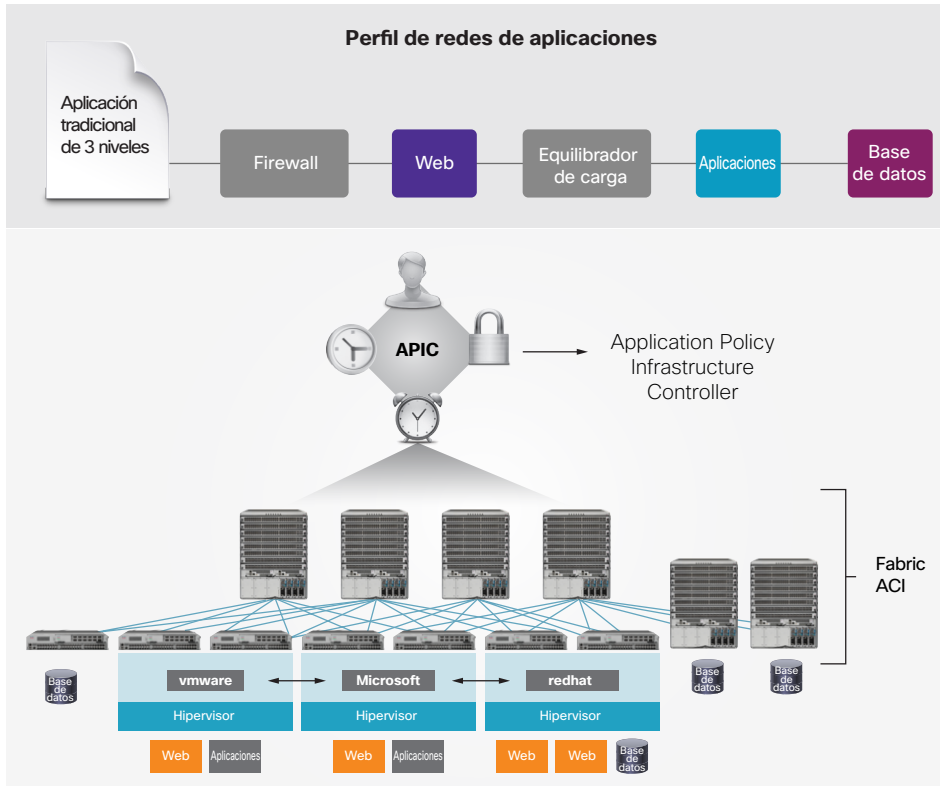 Perfil de redes de aplicaciones
Aplicación
tradicional
de 3 niveles
Firewall
Web
Equilibrador
de carga
Aplicaciones
Base
de datos
APIC
Application Policy
Infrastructure
Controller
Fabric
ACI
Base
de
datos
vmware
Microsoft
redhat
Base
de
datos
Base
de
datos
Hipervisor
Hipervisor
Hipervisor
Web
Aplicaciones
Web
Aplicaciones
Web
Web
Base
de
datos